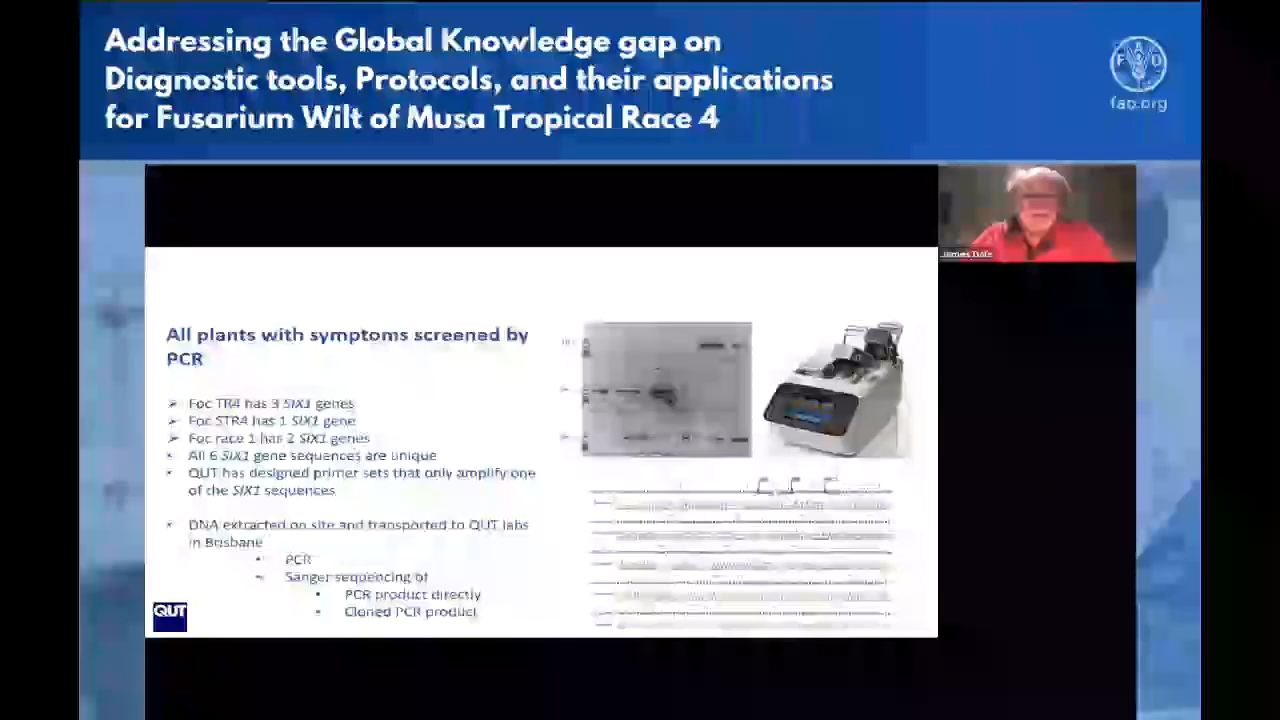 Addressing the Global Knowledge gap on
Diagnostic tools, Protocols, and their applications
for Fusarium Wilt of Musa Tropical Race 4
FAO
fao.org
James
All plants with symptoms screened by
PCR
➢ Foc TR4 has 3 SIX1 genes
➢ Foc STR4 has 1 SIX1 gene
➢ Foc race 1 has 2 SIX1 genes
• All 6 SIX1 gene sequences are unique
• QUT has designed primer sets that only amplify one
of the SIX1 sequences
• DNA extracted on site and transported to QUT labs
in Brisbane
• PCR
• Sanger sequencing of
• PCR product directly
• Cloned PCR product
QUT